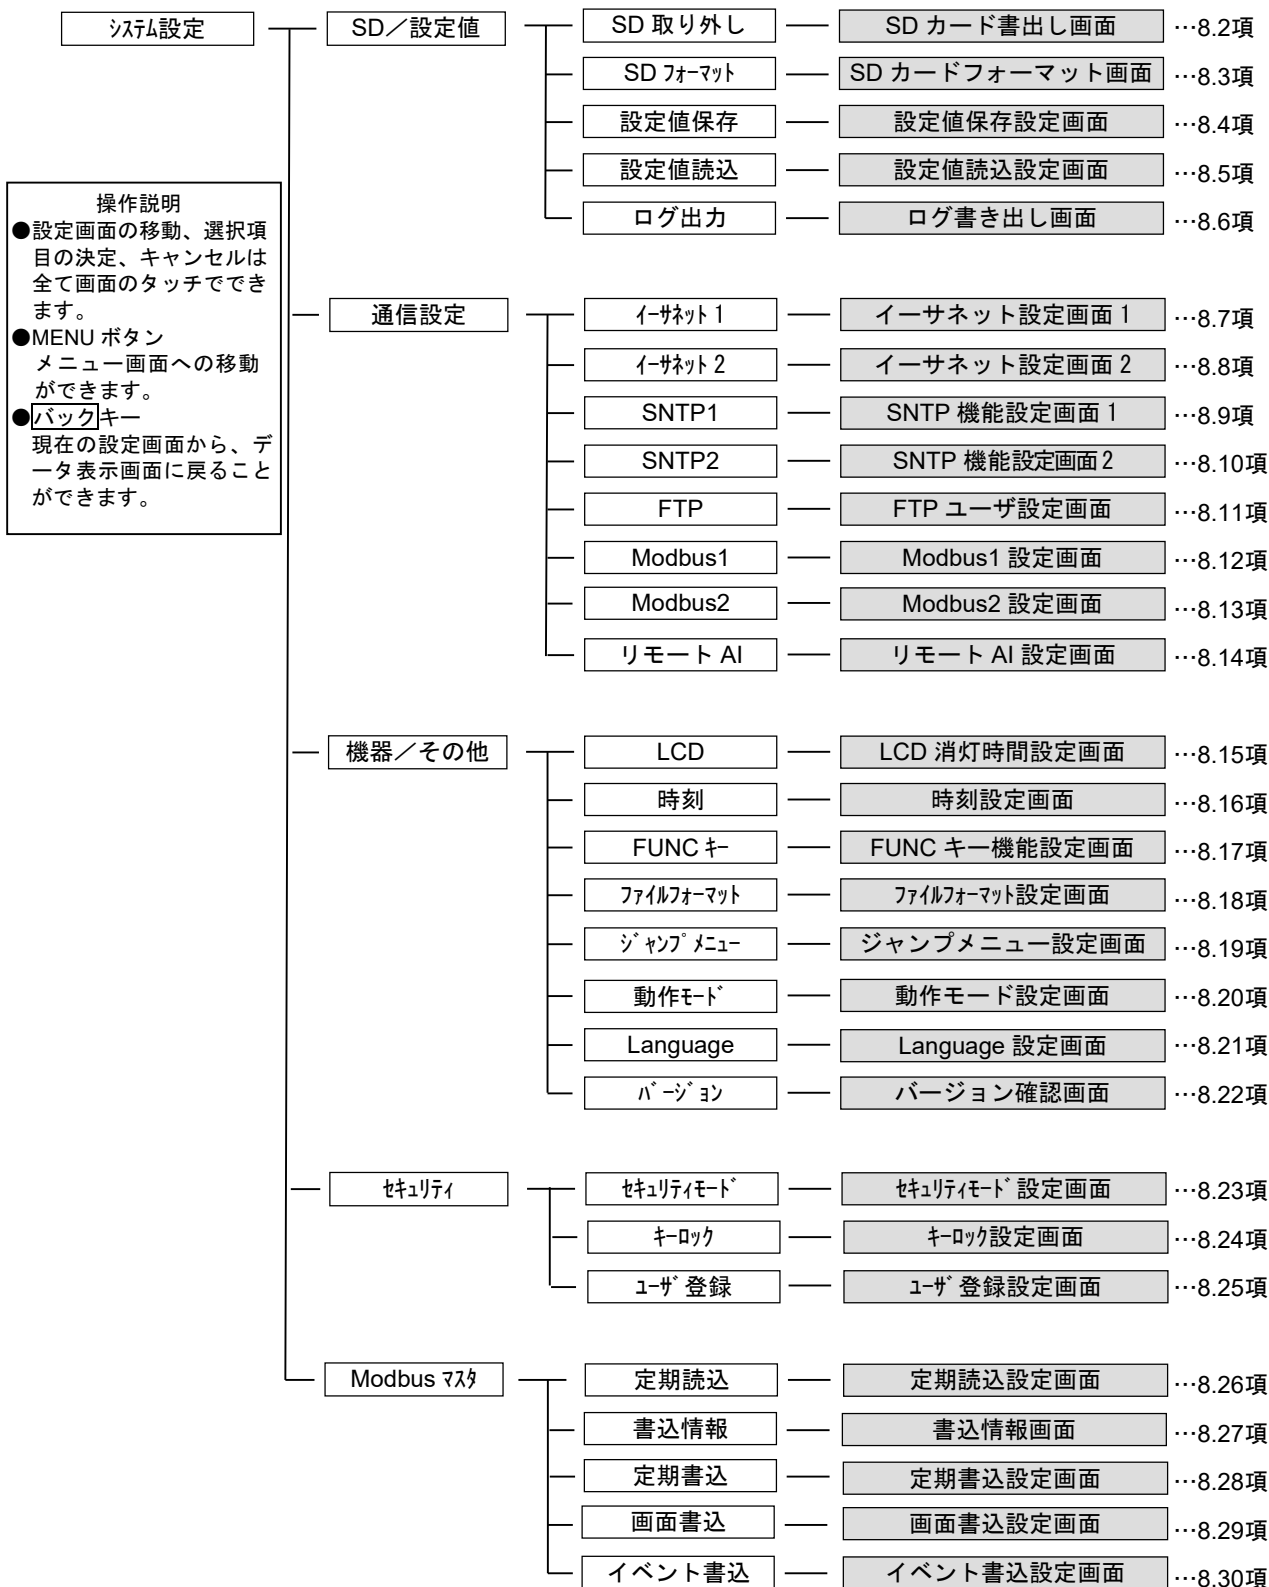 ｼｽﾃﾑ設定 SD／設定値 SD 取り外し SD カード書出し画面 …8.2項
SD ﾌｫｰﾏｯﾄ SD カードフォーマット画面 …8.3項
設定値保存 設定値保存設定画面 …8.4項
設定値読込 設定値読込設定画面 …8.5項
ログ出力 ログ書き出し画面 …8.6項
操作説明
●設定画面の移動、選択項
目の決定、キャンセルは
全て画面のタッチででき
ます。
●MENU ボタン
メニュー画面への移動
ができます。
●バックキー
現在の設定画面から、デ
ータ表示画面に戻ること
ができます。
通信設定 ｲｰｻﾈｯﾄ 1 イーサネット設定画面 1 …8.7項
ｲｰｻﾈｯﾄ 2 イーサネット設定画面 2 …8.8項
SNTP1 SNTP 機能設定画面 1 …8.9項
SNTP2 SNTP 機能設定画面 2 …8.10項
FTP FTP ユーザ設定画面 …8.11項
Modbus1 Modbus1 設定画面 …8.12項
Modbus2 Modbus2 設定画面 …8.13項
リモート AI リモート AI 設定画面 …8.14項
機器／その他 LCD LCD 消灯時間設定画面 …8.15項
時刻 時刻設定画面 …8.16項
FUNC ｷｰ FUNC キー機能設定画面 …8.17項
ﾌｧｲﾙﾌｫｰﾏｯﾄ ﾌｧｲﾙﾌｫｰﾏｯﾄ設定画面 …8.18項
ｼﾞｬﾝﾌﾟﾒﾆｭｰ ジャンプメニュー設定画面 …8.19項
動作ﾓｰﾄﾞ 動作モード設定画面 …8.20項
Language Language 設定画面 …8.21項
ﾊﾞｰｼﾞｮﾝ バージョン確認画面 …8.22項
ｾｷｭﾘﾃｨ ｾｷｭﾘﾃｨﾓｰﾄﾞ ｾｷｭﾘﾃｨﾓｰﾄﾞ設定画面 …8.23項
ｷｰﾛｯｸ ｷｰﾛｯｸ設定画面 …8.24項
ﾕｰｻﾞ登録 ﾕｰｻﾞ登録設定画面 …8.25項
Modbus ﾏｽﾀ 定期読込 定期読込設定画面 …8.26項
書込情報 書込情報画面 …8.27項
定期書込 定期書込設定画面 …8.28項
画面書込 画面書込設定画面 …8.29項
イベント書込 イベント書込設定画面 …8.30項